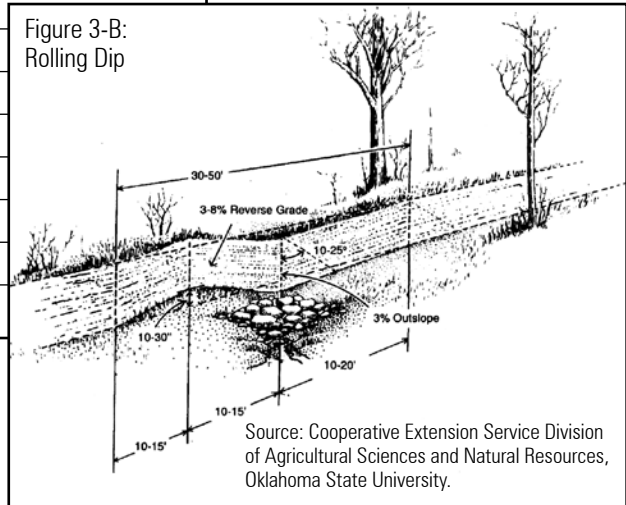 Figure 3-B:
Rolling Dip
30-50'
3-8% Reverse Grade
10-25°
3% Outslope
10-30"
10-20'
10-15'
10-15'
Source: Cooperative Extension Service Division
of Agricultural Sciences and Natural Resources,
Oklahoma State University.